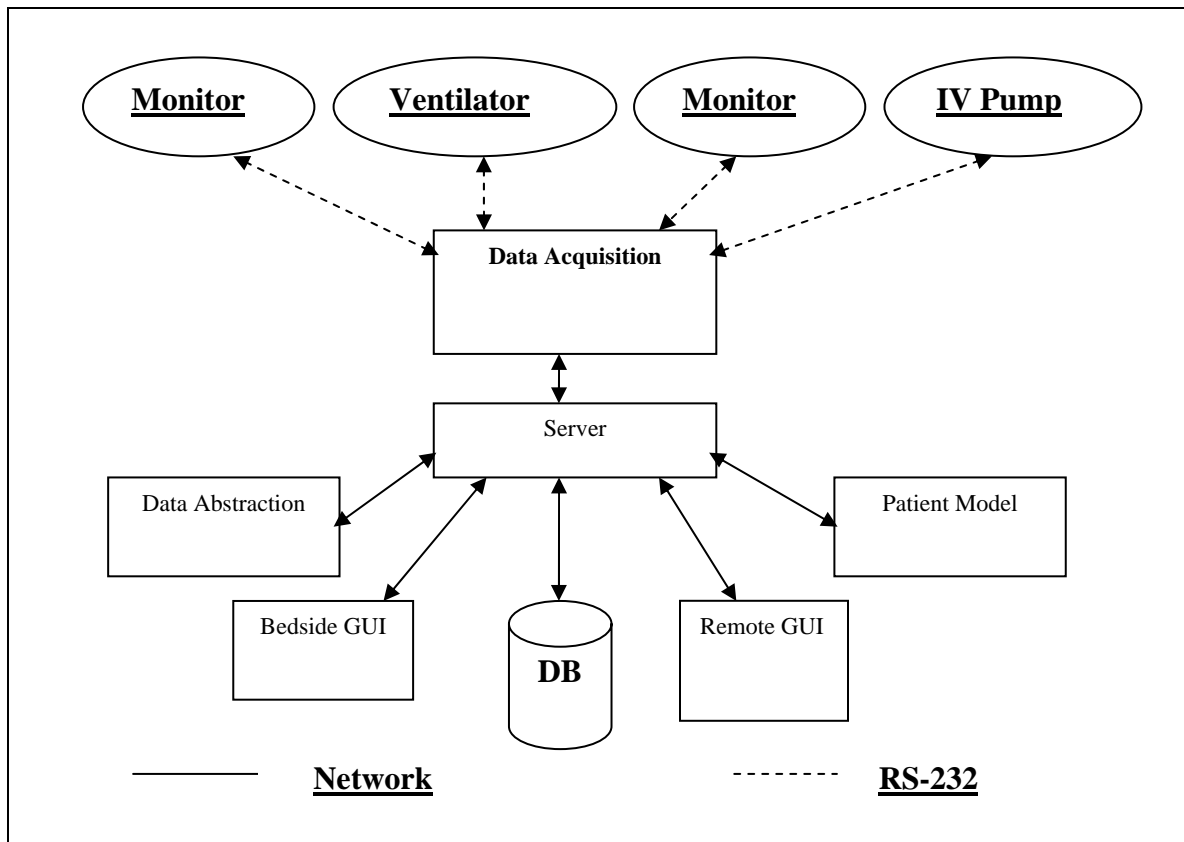 Monitor
Ventilator
Monitor
IV Pump
Data Acquisition
Server
Data Abstraction
Patient Model
Bedside GUI
Remote GUI
DB
Network
RS-232